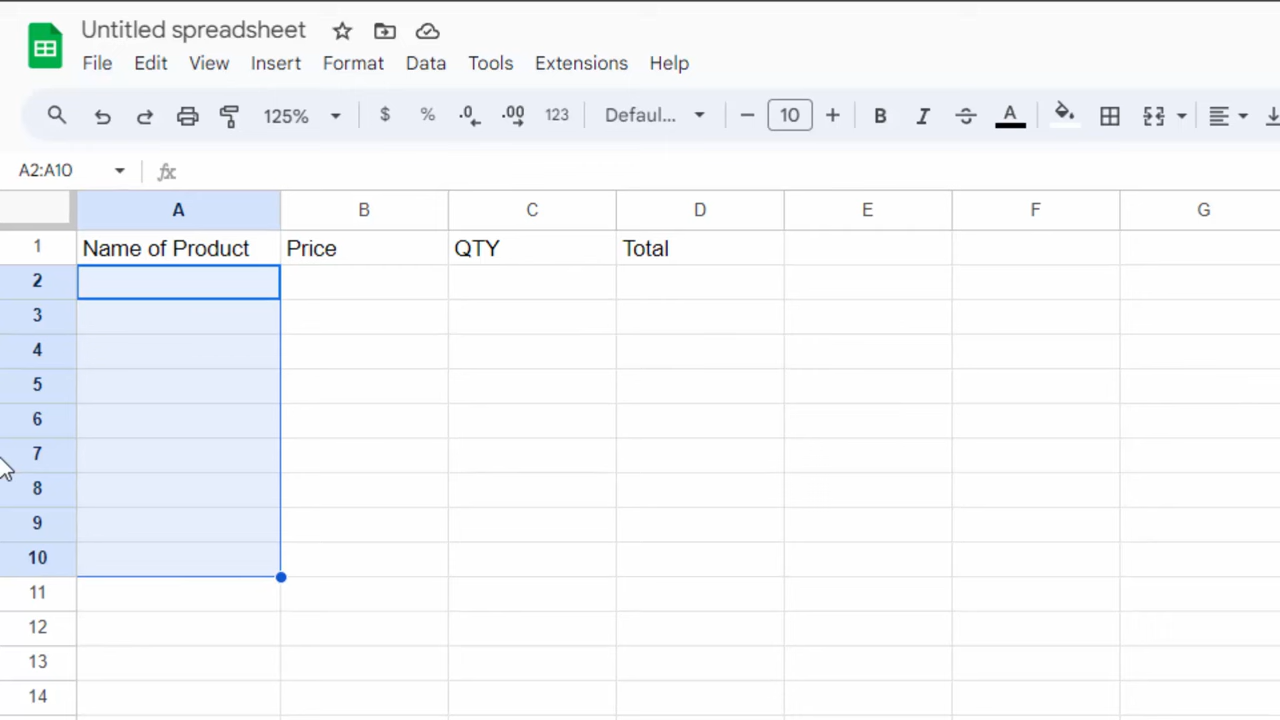 Untitled spreadsheet
File Edit View Insert Format Data Tools Extensions Help
125% $ % .0 .00 123 Defaul... 10 B I S A
A2:A10 fx
A B C D E F G
1 Name of Product Price QTY Total
2
3
4
5
6
7
8
9
10
11
12
13
14